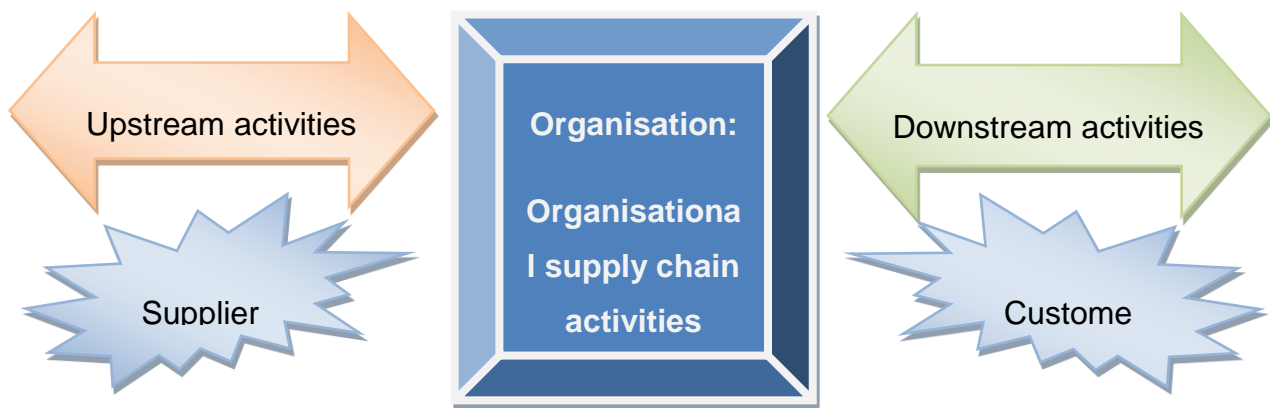 Upstream activities
Supplier
Organisation:
Organisationa
l supply chain
activities
Downstream activities
Custome